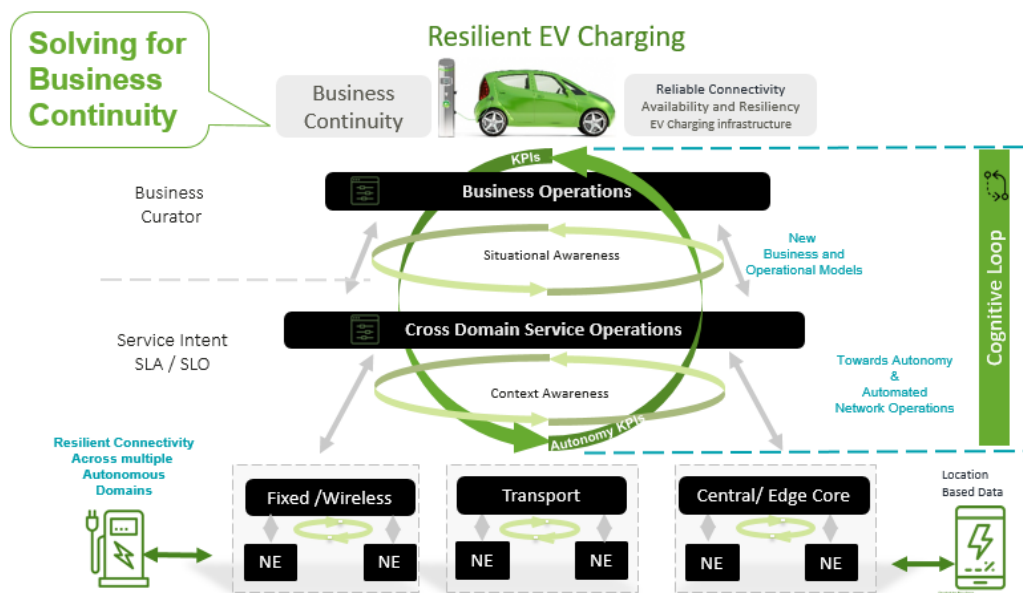 Solving for
Business
Continuity
Resilient EV Charging
Business
Continuity
Reliable Connectivity
Availability and Resiliency
EV Charging infrastructure
KPIs
Business Operations
Business
Curator
Situational Awareness
New
Business and
Operational Models
Cognitive Loop
Cross Domain Service Operations
Service Intent
SLA / SLO
Context Awareness
Towards Autonomy
&
Automated
Network Operations
Autonomy KPIs
Resilient Connectivity
Across multiple
Autonomous
Domains
Fixed /Wireless
NE
NE
Transport
NE
NE
Central/ Edge Core
NE
NE
Location
Based Data